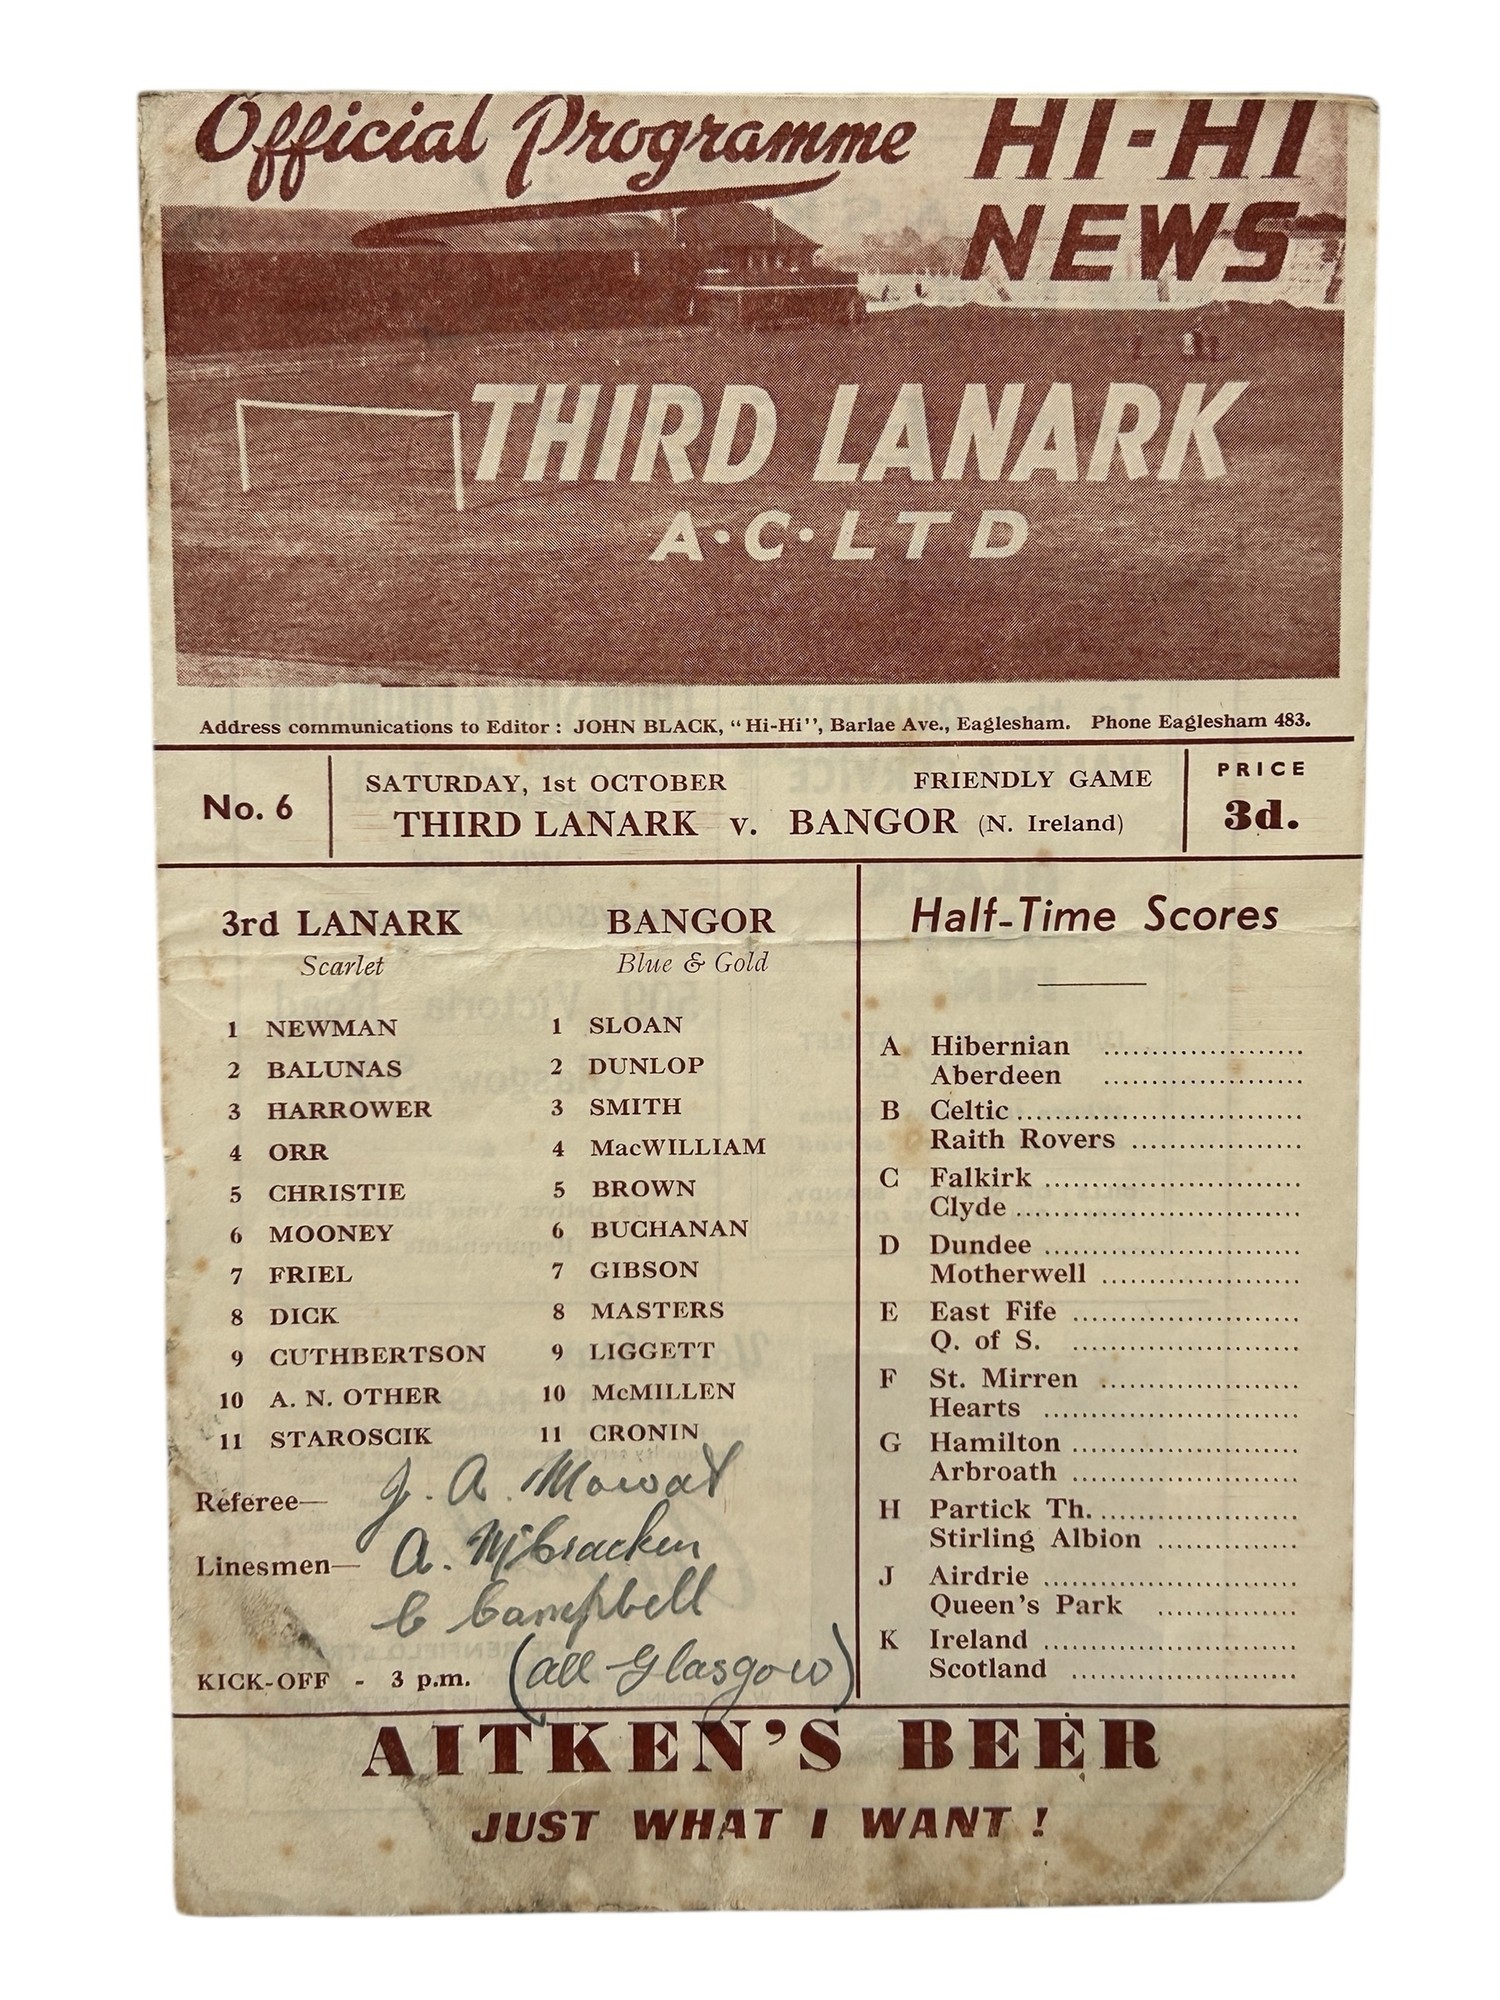 Official Programme HI-HI
NEWS
THIRD LANARK
A·C·LTD
Address communications to Editor : JOHN BLACK, “Hi-Hi”, Barlae Ave., Eaglesham. Phone Eaglesham 483.
No. 6
SATURDAY, 1st OCTOBER FRIENDLY GAME
THIRD LANARK v. BANGOR (N. Ireland)
PRICE
3d.
3rd LANARK BANGOR
Scarlet Blue & Gold
1 NEWMAN 1 SLOAN
2 BALUNAS 2 DUNLOP
3 HARROWER 3 SMITH
4 ORR 4 MacWILLIAM
5 CHRISTIE 5 BROWN
6 MOONEY 6 BUCHANAN
7 FRIEL 7 GIBSON
8 DICK 8 MASTERS
9 CUTHBERTSON 9 LIGGETT
10 A. N. OTHER 10 McMILLEN
11 STAROSCIK 11 CRONIN
Referee— J. A. Mowat
Linesmen— A. McCracken
C Campbell
KICK-OFF - 3 p.m. (all Glasgow)
Half-Time Scores
A Hibernian ....................
Aberdeen ....................
B Celtic .............................
Raith Rovers .................
C Falkirk ..........................
Clyde .............................
D Dundee ..........................
Motherwell ....................
E East Fife .......................
Q. of S. .......................
F St. Mirren ....................
Hearts ..........................
G Hamilton .......................
Arbroath .......................
H Partick Th. ....................
Stirling Albion ..............
J Airdrie ..........................
Queen's Park ..............
K Ireland ..........................
Scotland .......................
AITKEN'S BEER
JUST WHAT I WANT !